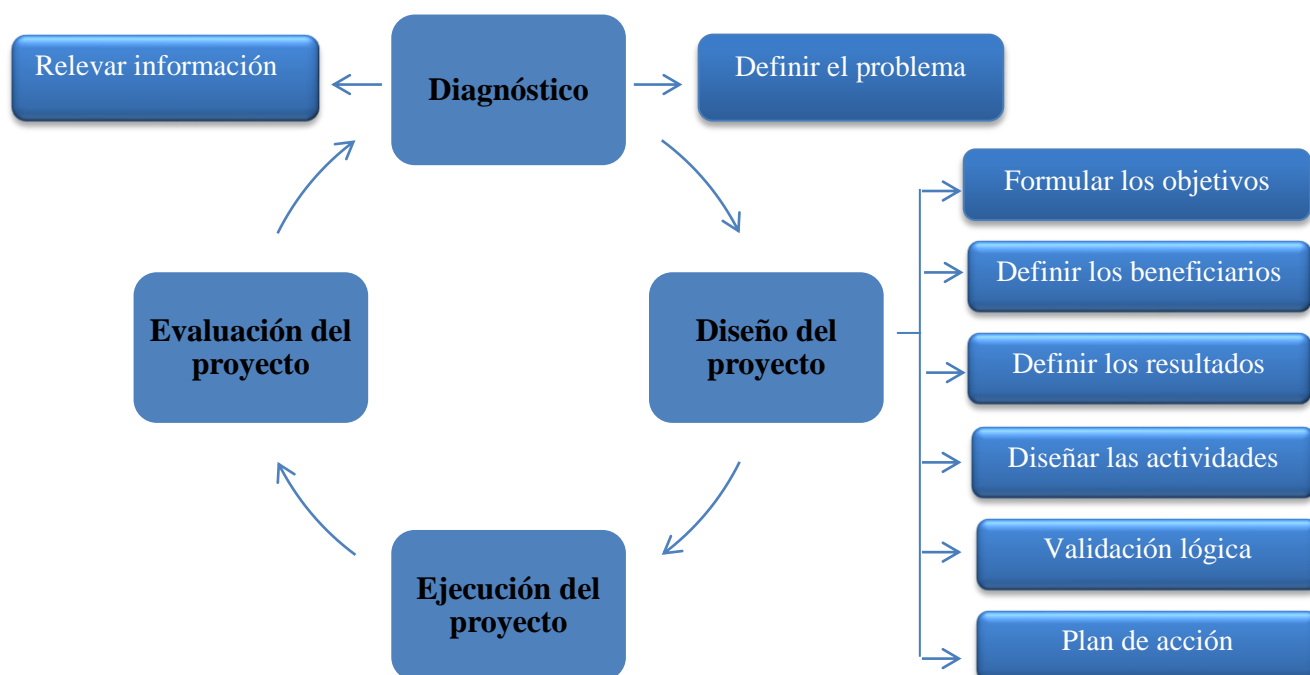 Relevar información
Diagnóstico
Definir el problema
Formular los objetivos
Definir los beneficiarios
Evaluación del
proyecto
Diseño del
proyecto
Definir los resultados
Diseñar las actividades
Validación lógica
Ejecución del
proyecto
Plan de acción